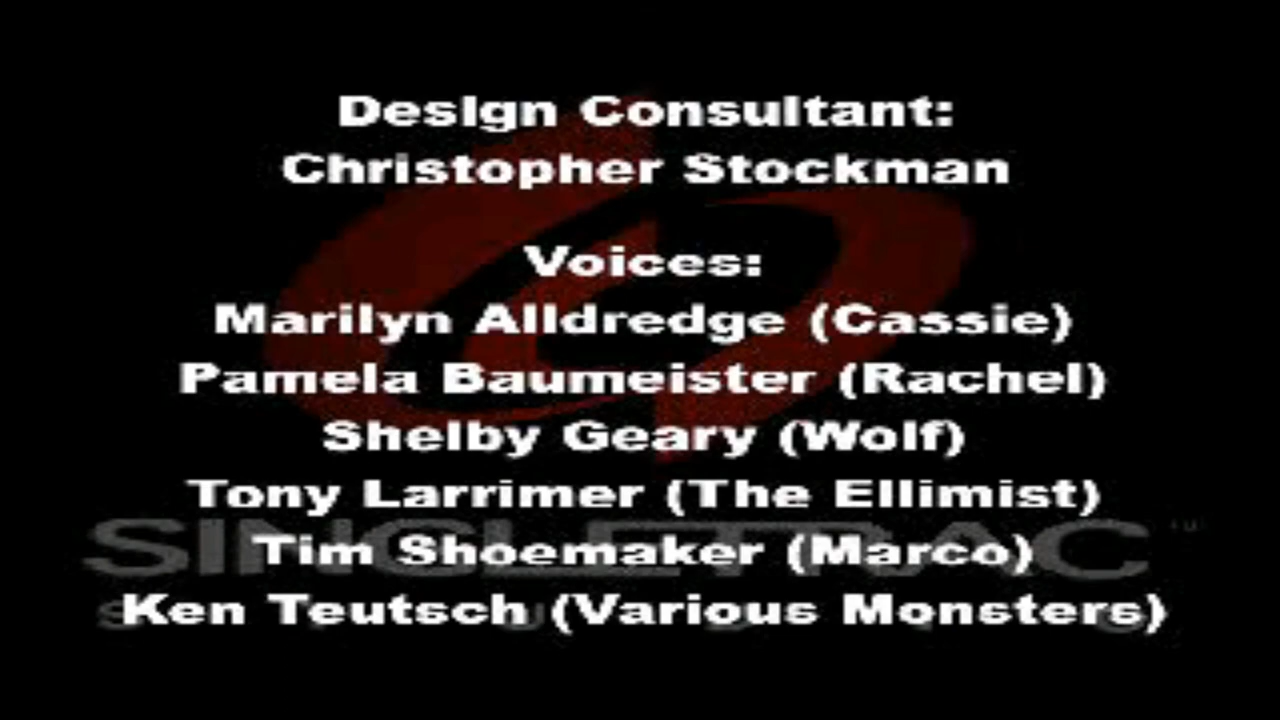 Design Consultant:
Christopher Stockman
Voices:
Marilyn Alldredge (Cassie)
Pamela Baumeister (Rachel)
Shelby Geary (Wolf)
Tony Larrimer (The Ellimist)
SINGLETRAC
Tim Shoemaker (Marco)
Ken Teutsch (Various Monsters)